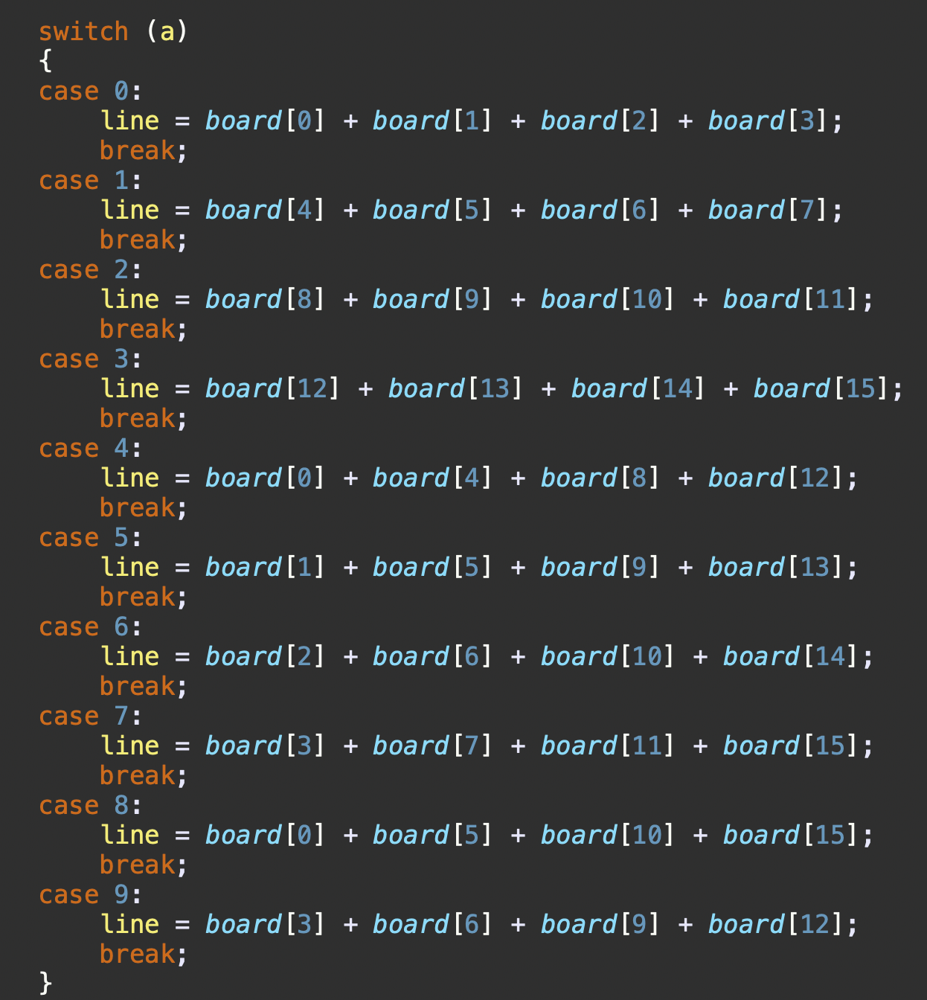 switch (a)
{
case 0:
    line = board[0] + board[1] + board[2] + board[3];
    break;
case 1:
    line = board[4] + board[5] + board[6] + board[7];
    break;
case 2:
    line = board[8] + board[9] + board[10] + board[11];
    break;
case 3:
    line = board[12] + board[13] + board[14] + board[15];
    break;
case 4:
    line = board[0] + board[4] + board[8] + board[12];
    break;
case 5:
    line = board[1] + board[5] + board[9] + board[13];
    break;
case 6:
    line = board[2] + board[6] + board[10] + board[14];
    break;
case 7:
    line = board[3] + board[7] + board[11] + board[15];
    break;
case 8:
    line = board[0] + board[5] + board[10] + board[15];
    break;
case 9:
    line = board[3] + board[6] + board[9] + board[12];
    break;
}